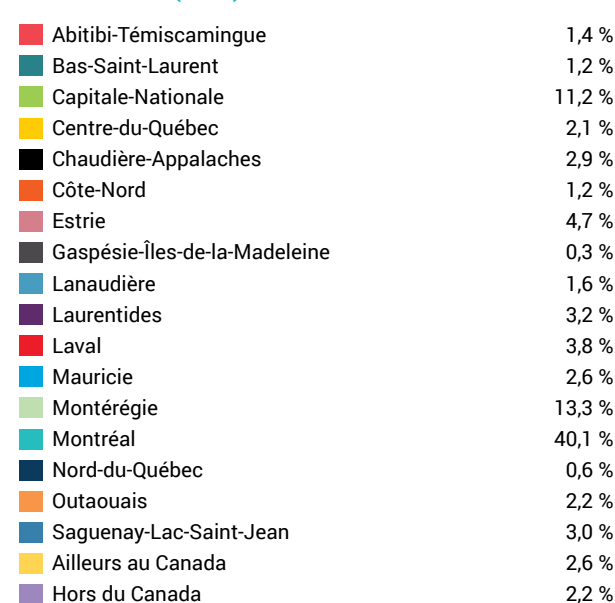 Abitibi-Témiscamingue 1,4 %
Bas-Saint-Laurent 1,2 %
Capitale-Nationale 11,2 %
Centre-du-Québec 2,1 %
Chaudière-Appalaches 2,9 %
Côte-Nord 1,2 %
Estrie 4,7 %
Gaspésie-Îles-de-la-Madeleine 0,3 %
Lanaudière 1,6 %
Laurentides 3,2 %
Laval 3,8 %
Mauricie 2,6 %
Montérégie 13,3 %
Montréal 40,1 %
Nord-du-Québec 0,6 %
Outaouais 2,2 %
Saguenay-Lac-Saint-Jean 3,0 %
Ailleurs au Canada 2,6 %
Hors du Canada 2,2 %